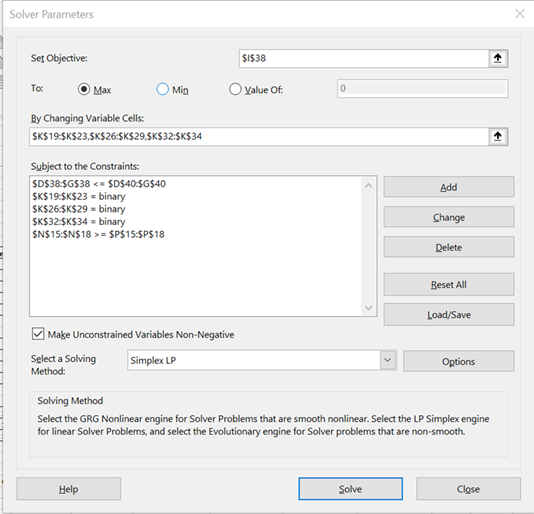 Solver Parameters
Set Objective:
$I$38
To:
Max
Min
Value Of:
0
By Changing Variable Cells:
$K$19:$K$23,$K$26:$K$29,$K$32:$K$34
Subject to the Constraints:
$D$38:$G$38 <= $D$40:$G$40
$K$19:$K$23 = binary
$K$26:$K$29 = binary
$K$32:$K$34 = binary
$N$15:$N$18 >= $P$15:$P$18
Add
Change
Delete
Reset All
Load/Save
Make Unconstrained Variables Non-Negative
Select a Solving
Method:
Simplex LP
Options
Solving Method
Select the GRG Nonlinear engine for Solver Problems that are smooth nonlinear. Select the LP Simplex engine
for linear Solver Problems, and select the Evolutionary engine for Solver problems that are non-smooth.
Help
Solve
Close